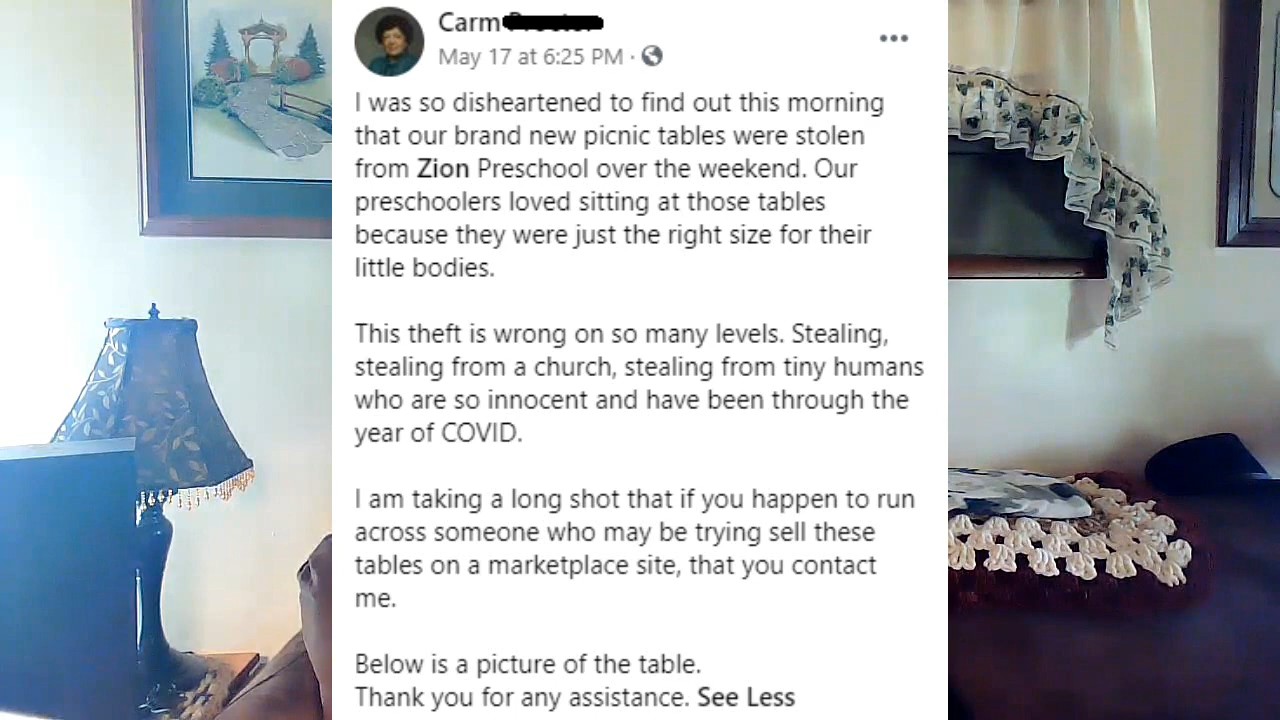 Carm
May 17 at 6:25 PM ·
I was so disheartened to find out this morning
that our brand new picnic tables were stolen
from Zion Preschool over the weekend. Our
preschoolers loved sitting at those tables
because they were just the right size for their
little bodies.
This theft is wrong on so many levels. Stealing,
stealing from a church, stealing from tiny humans
who are so innocent and have been through the
year of COVID.
I am taking a long shot that if you happen to run
across someone who may be trying sell these
tables on a marketplace site, that you contact
me.
Below is a picture of the table.
Thank you for any assistance. See Less